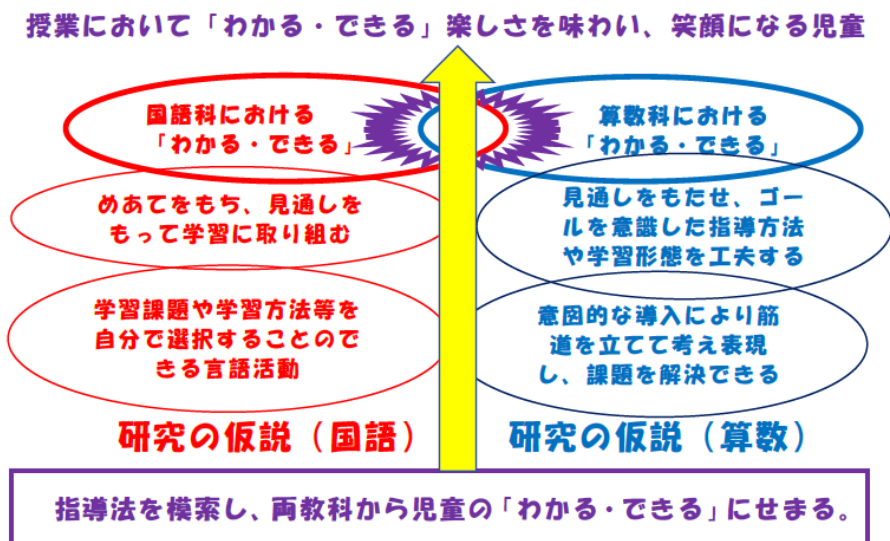 授業において「わかる・できる」楽しさを味わい、笑顔になる児童
国語科における
「わかる・できる」
めあてをもち、見通しを
もって学習に取り組む
学習課題や学習方法等を
自分で選択することので
きる言語活動
研究の仮説（国語）
算数科における
「わかる・できる」
見通しをもたせ、ゴー
ルを意識した指導方法
や学習形態を工夫する
意図的な導入により筋
道を立てて考え表現
し、課題を解決できる
研究の仮説（算数）
指導法を模索し、両教科から児童の「わかる・できる」にせまる。